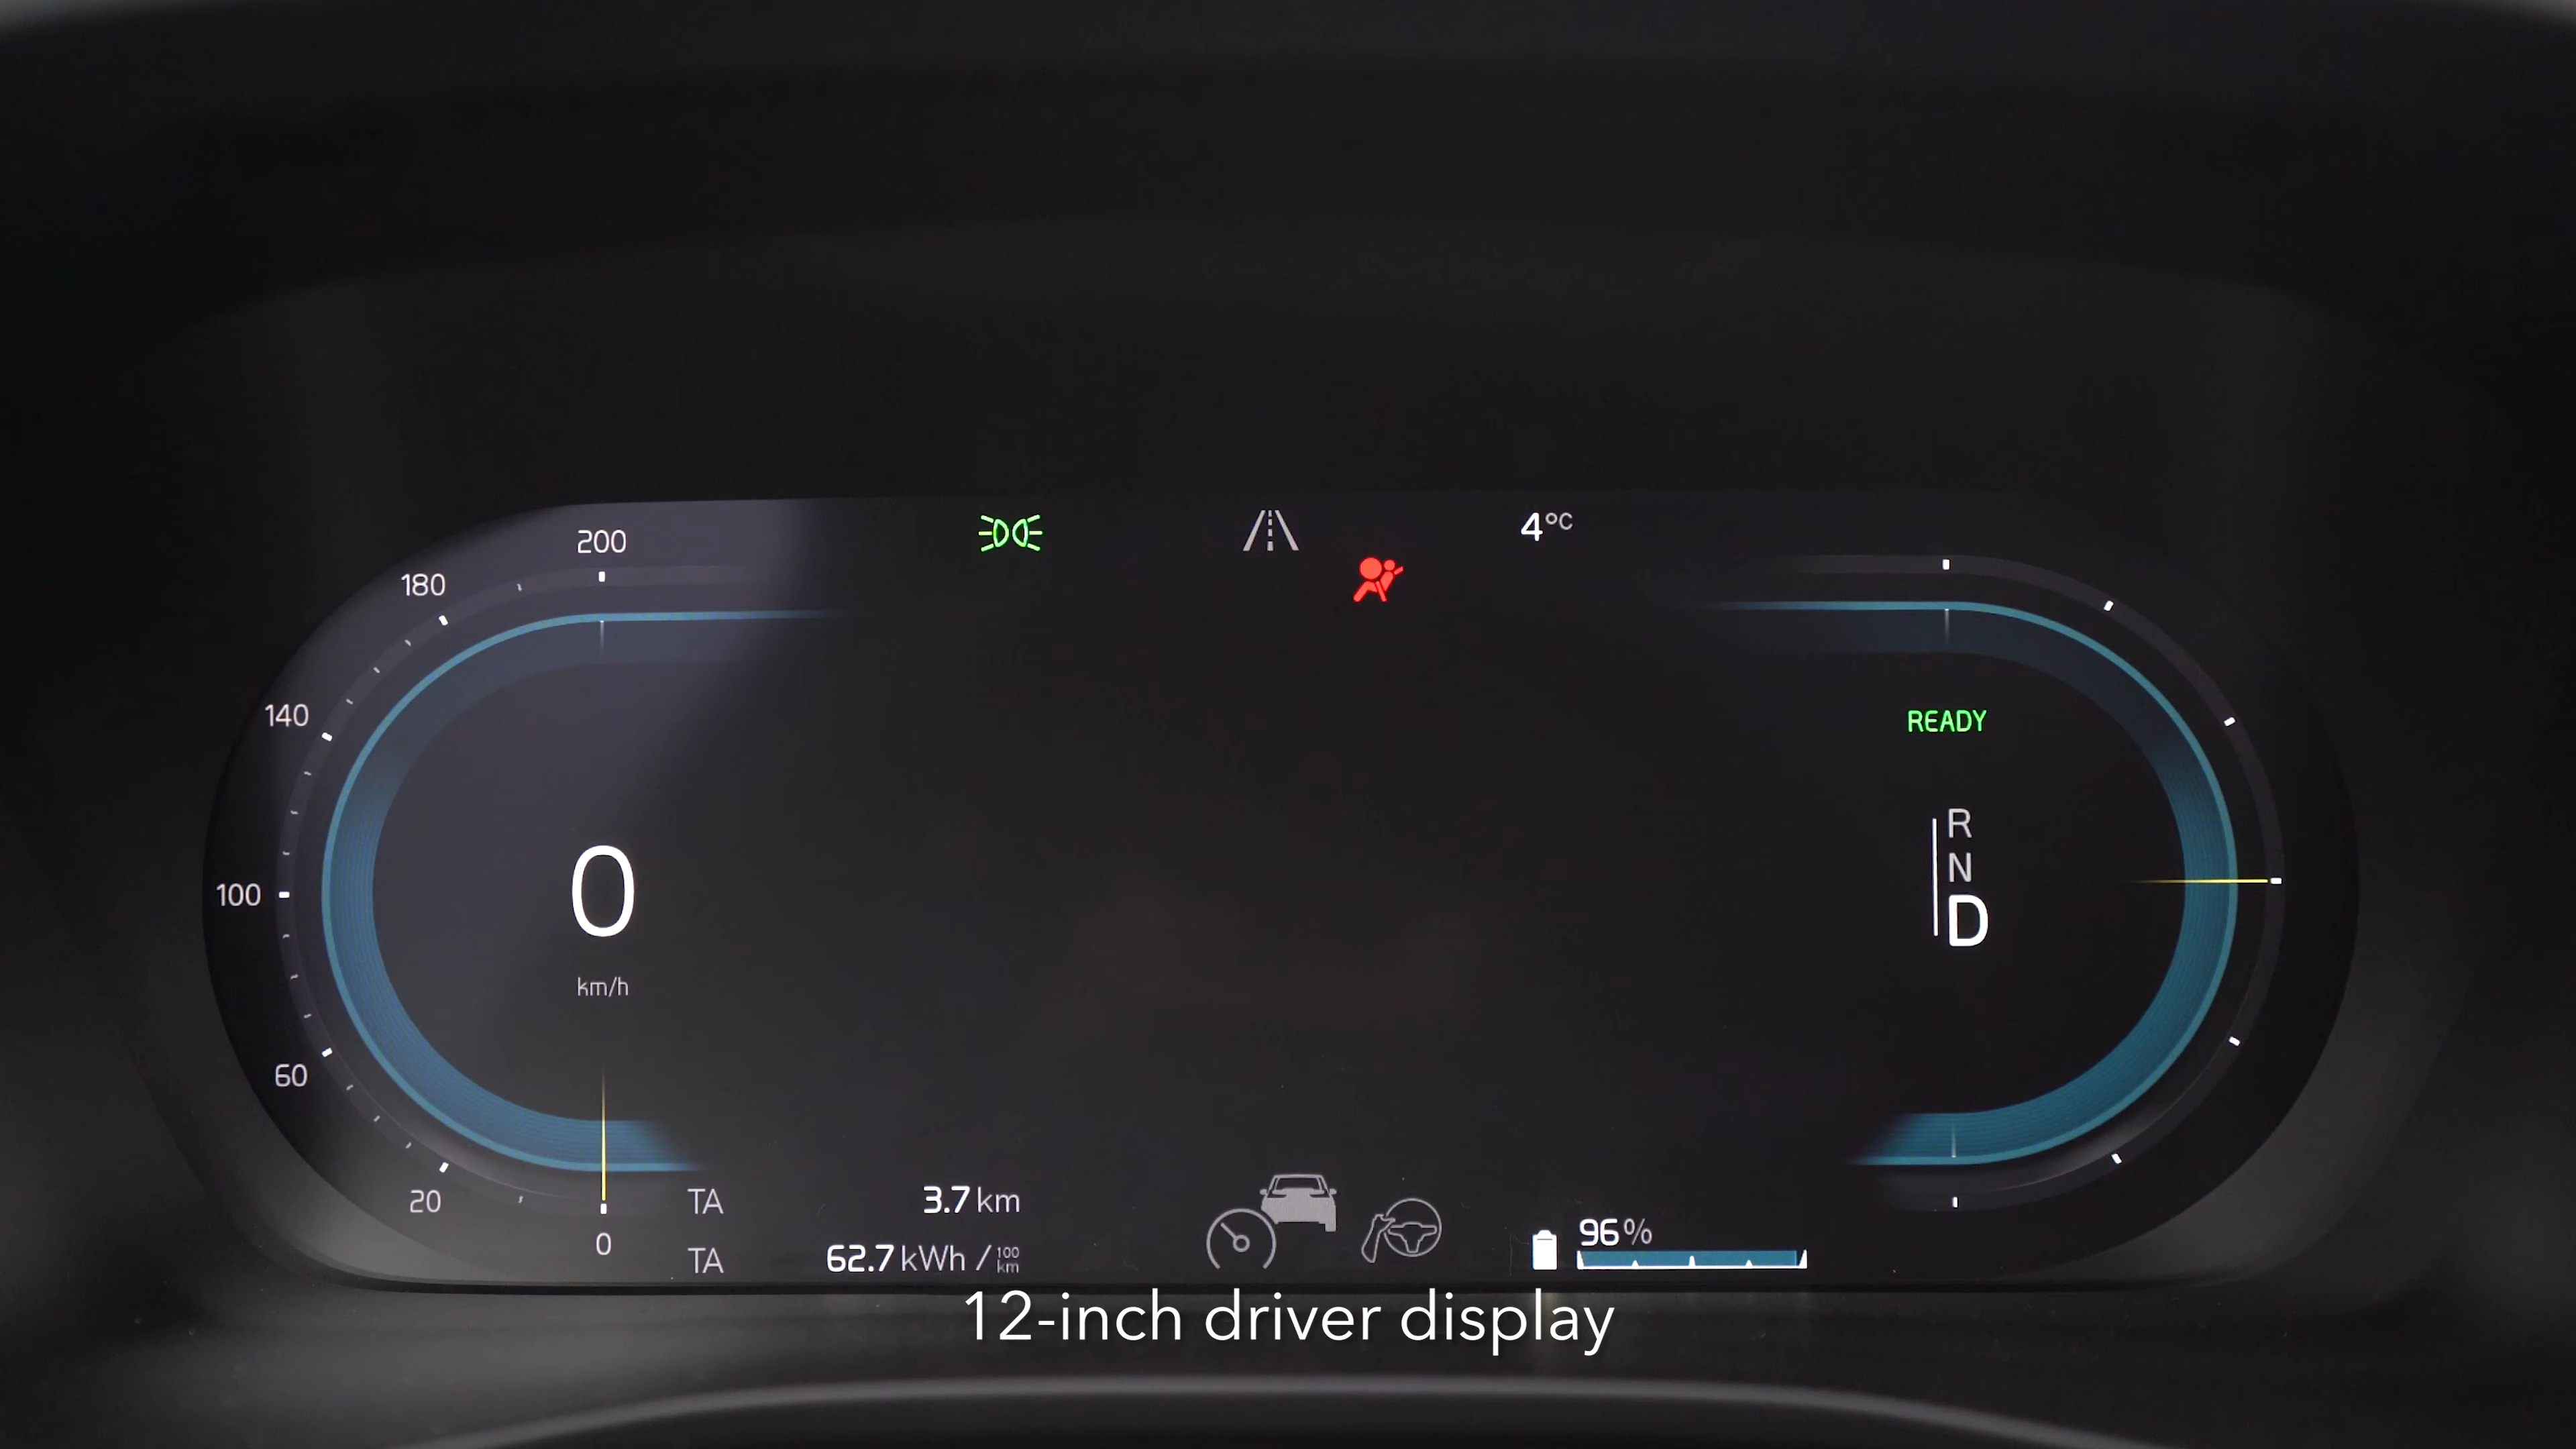 200
4°C
180
140
READY
R
N
D
100
0
km/h
60
20
0
TA 3.7 km
TA 62.7 kWh / 100 km
96%
12-inch driver display